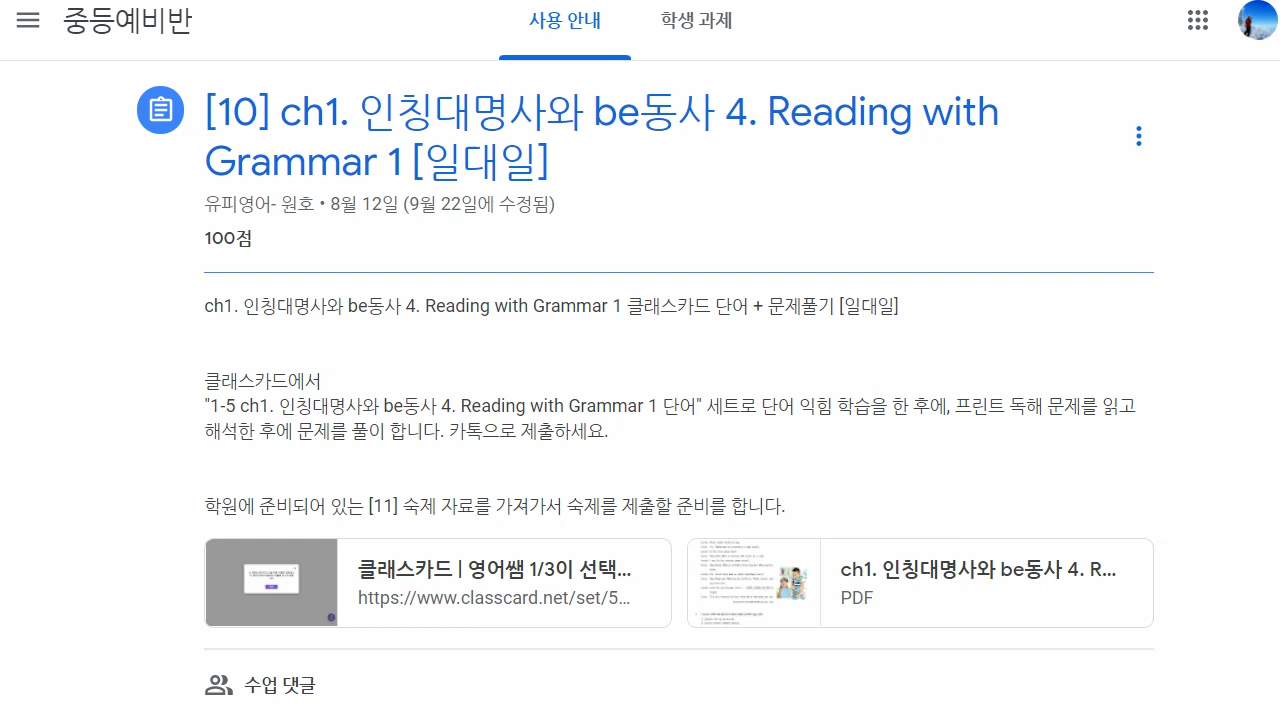 중등예비반
사용 안내
학생 과제
[10] ch1. 인칭대명사와 be동사 4. Reading with
Grammar 1 [일대일]
유피영어- 원호 • 8월 12일 (9월 22일에 수정됨)
100점
ch1. 인칭대명사와 be동사 4. Reading with Grammar 1 클래스카드 단어 + 문제풀기 [일대일]
클래스카드에서
"1-5 ch1. 인칭대명사와 be동사 4. Reading with Grammar 1 단어" 세트로 단어 익힘 학습을 한 후에, 프린트 독해 문제를 읽고
해석한 후에 문제를 풀이 합니다. 카톡으로 제출하세요.
학원에 준비되어 있는 [11] 숙제 자료를 가져가서 숙제를 제출할 준비를 합니다.
클래스카드 | 영어쌤 1/3이 선택...
https://www.classcard.net/set/5...
ch1. 인칭대명사와 be동사 4. R...
PDF
수업 댓글